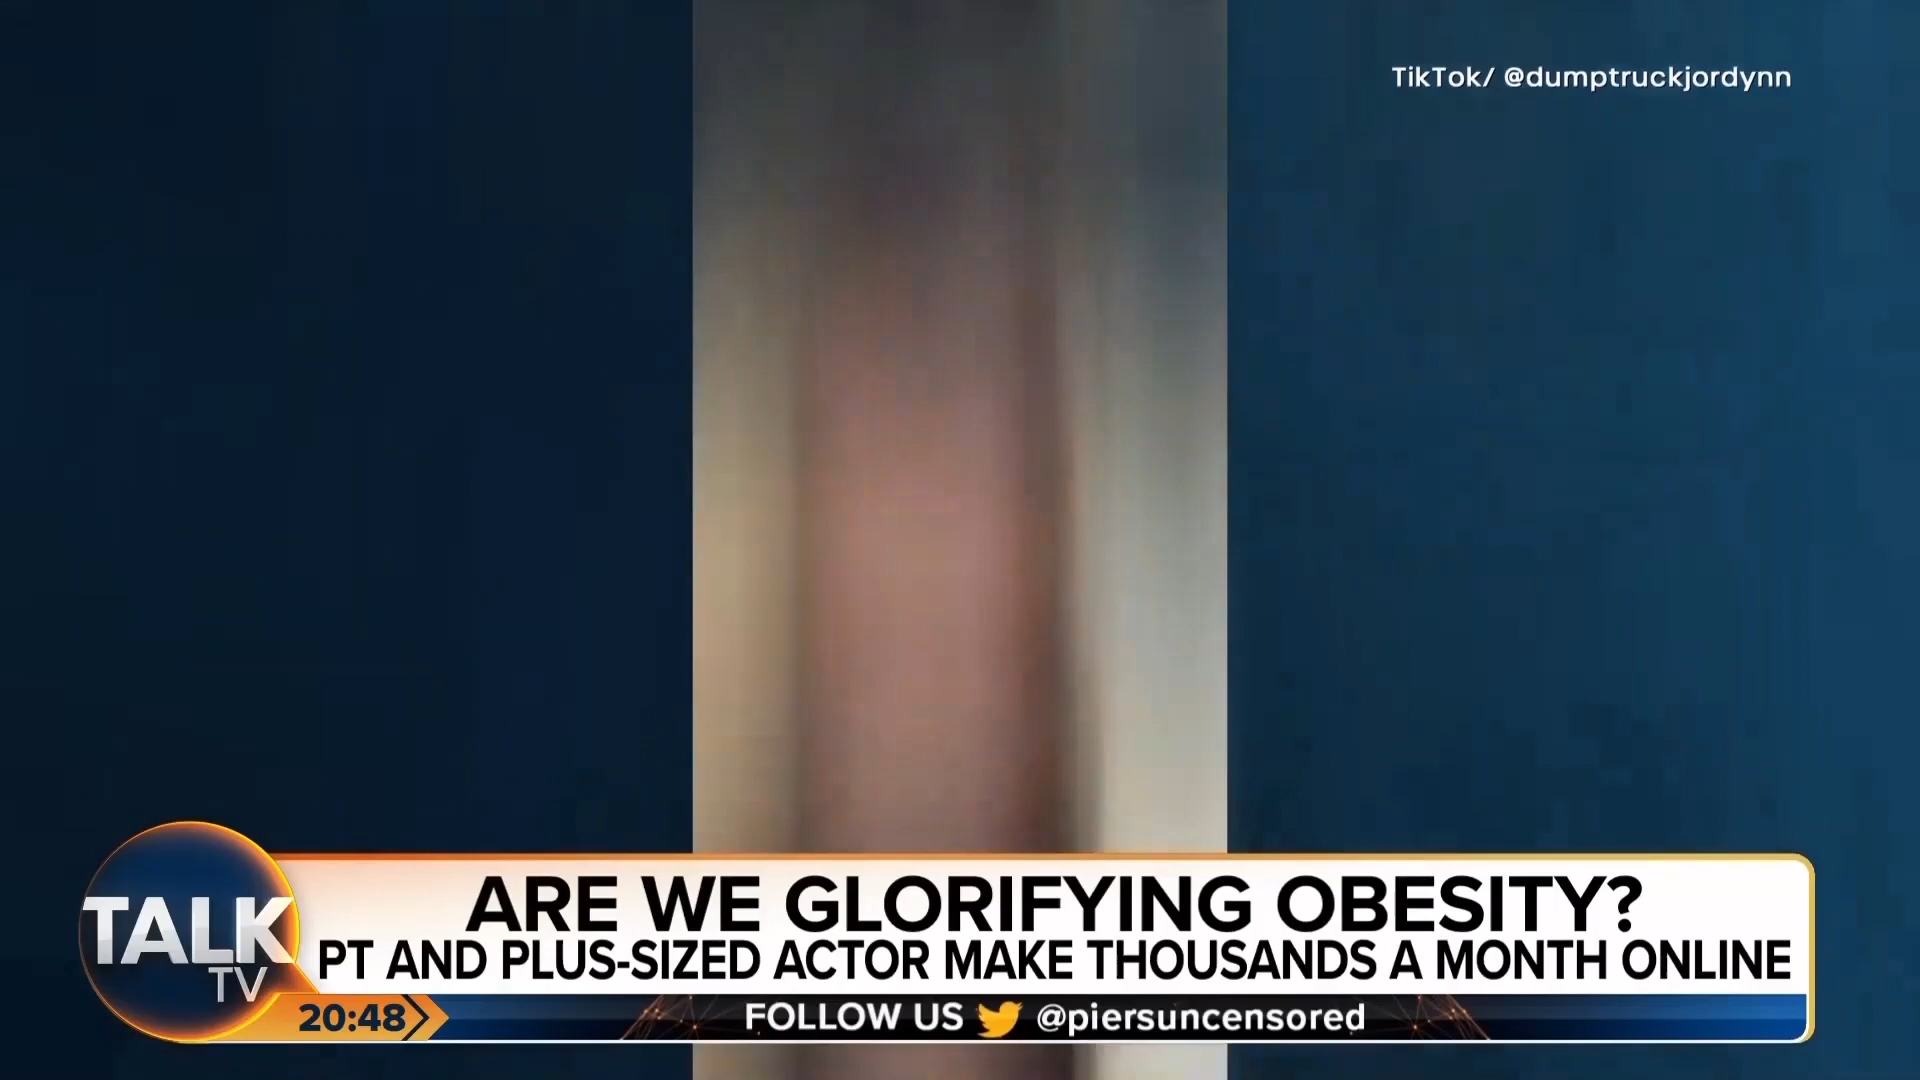 TikTok/ @dumptruckjordynn
ARE WE GLORIFYING OBESITY?
PT AND PLUS-SIZED ACTOR MAKE THOUSANDS A MONTH ONLINE
TALK
TV
20:48
FOLLOW US @piersuncensored